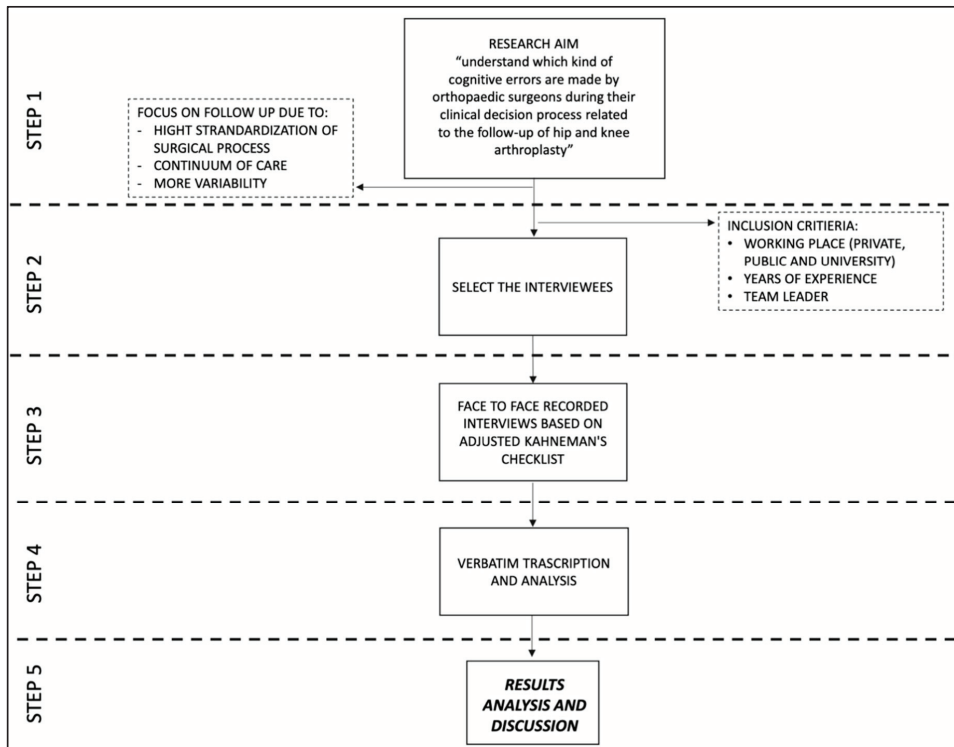 STEP 1
RESEARCH AIM
“understand which kind of
cognitive errors are made by
orthopaedic surgeons during their
clinical decision process related
to the follow-up of hip and knee
arthroplasty”
FOCUS ON FOLLOW UP DUE TO:
- HIGHT STRANDARDIZATION OF
SURGICAL PROCESS
- CONTINUUM OF CARE
- MORE VARIABILITY
STEP 2
SELECT THE INTERVIEWEES
INCLUSION CRITIERIA:
• WORKING PLACE (PRIVATE,
PUBLIC AND UNIVERSITY)
• YEARS OF EXPERIENCE
• TEAM LEADER
STEP 3
FACE TO FACE RECORDED
INTERVIEWS BASED ON
ADJUSTED KAHNEMAN'S
CHECKLIST
STEP 4
VERBATIM TRASCRIPTION
AND ANALYSIS
STEP 5
RESULTS
ANALYSIS AND
DISCUSSION